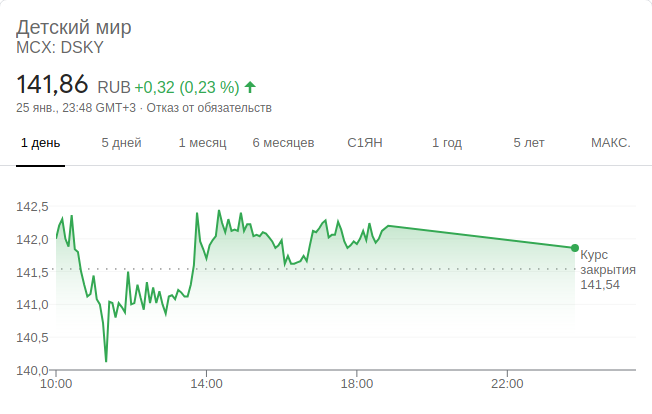 Детский мир
MCX: DSKY
141,86 RUB +0,32 (0,23 %)
25 янв., 23:48 GMT+3 · Отказ от обязательств
1 день 5 дней 1 месяц 6 месяцев С1ЯН 1 год 5 лет МАКС.
142,5
142,0
141,5
141,0
140,5
140,0
Курс
закрытия
141,54
10:00 14:00 18:00 22:00